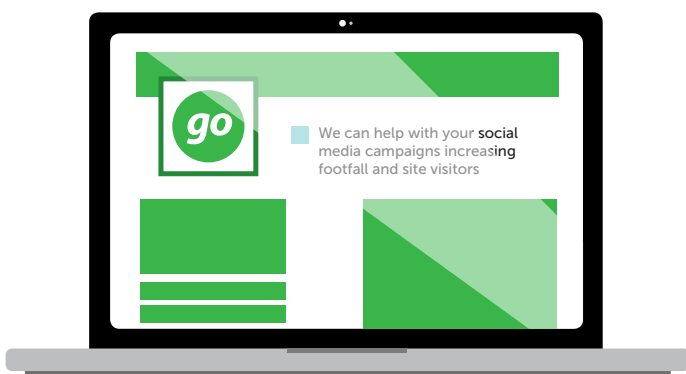 go
We can help with your social
media campaigns increasing
footfall and site visitors